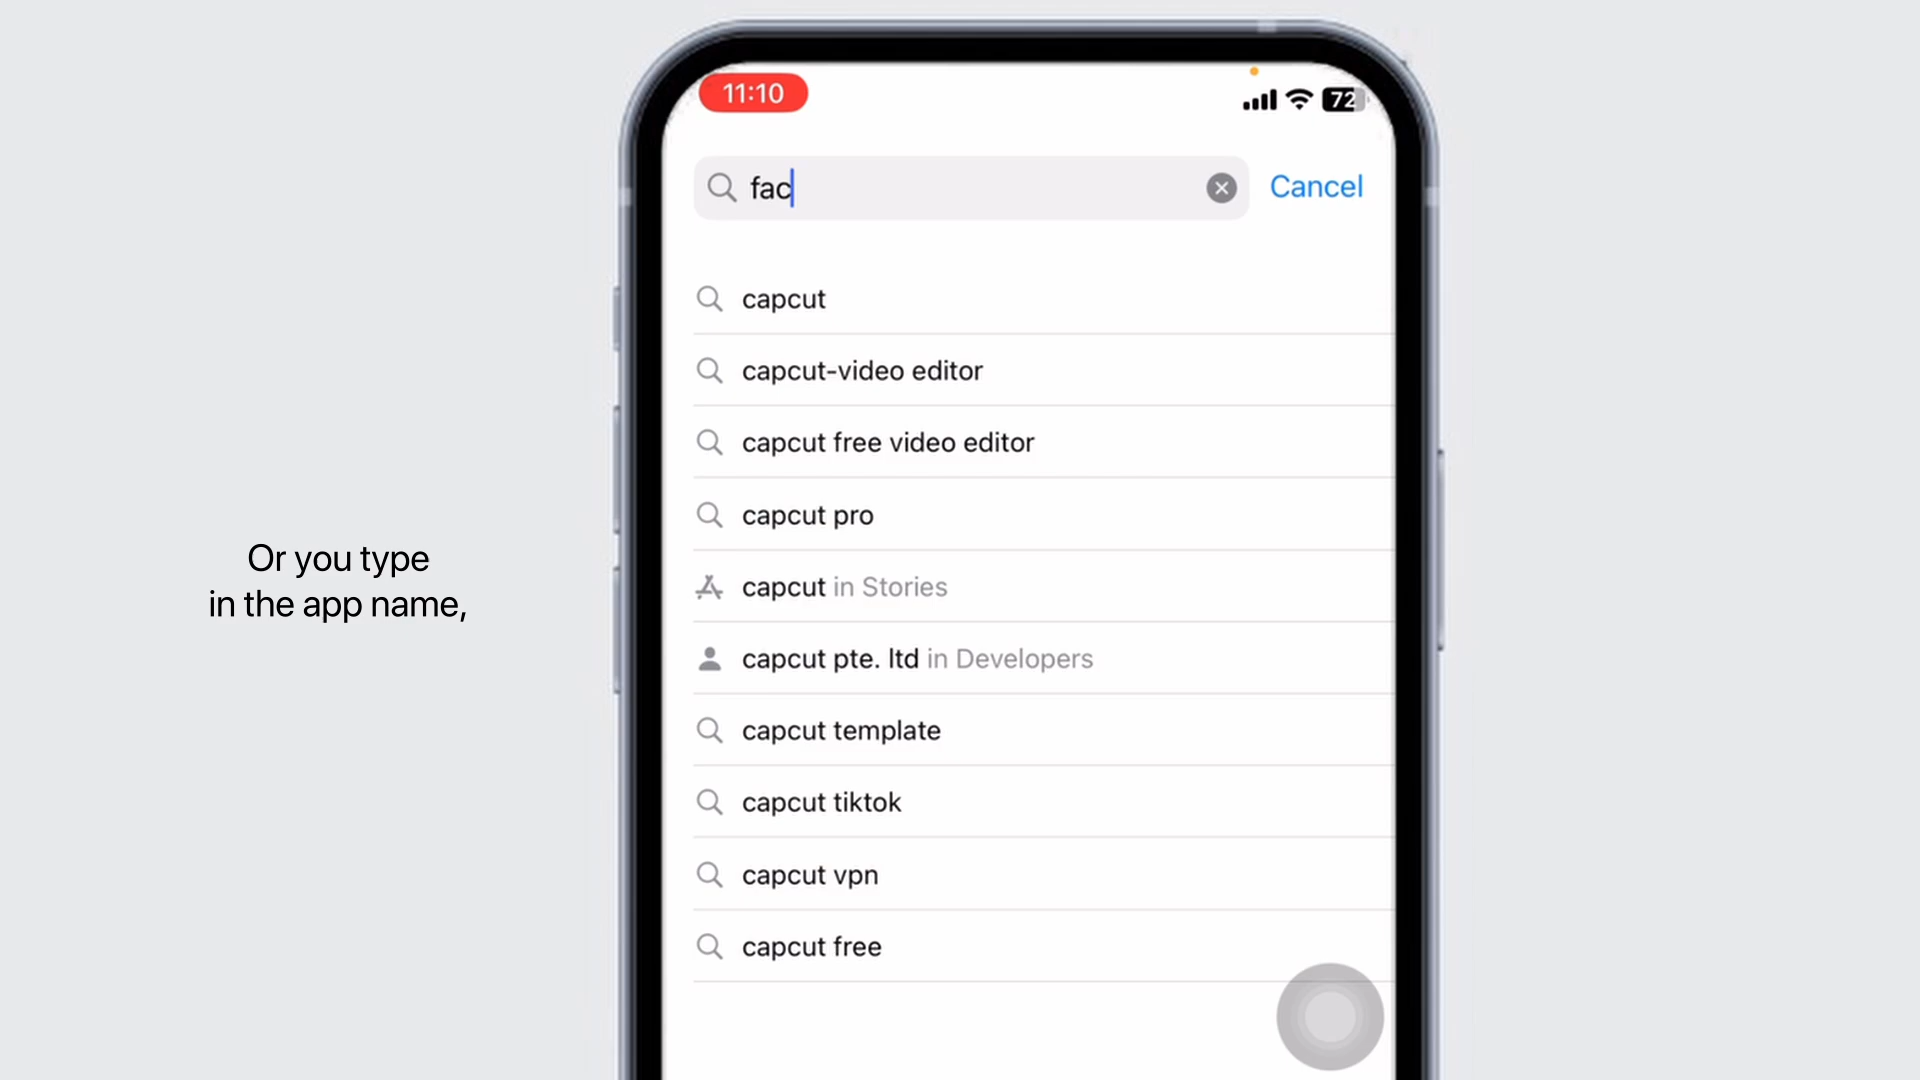 11:10
72
fac
Cancel
capcut
capcut-video editor
capcut free video editor
capcut pro
capcut in Stories
capcut pte. ltd in Developers
capcut template
capcut tiktok
capcut vpn
capcut free
Or you type
in the app name,